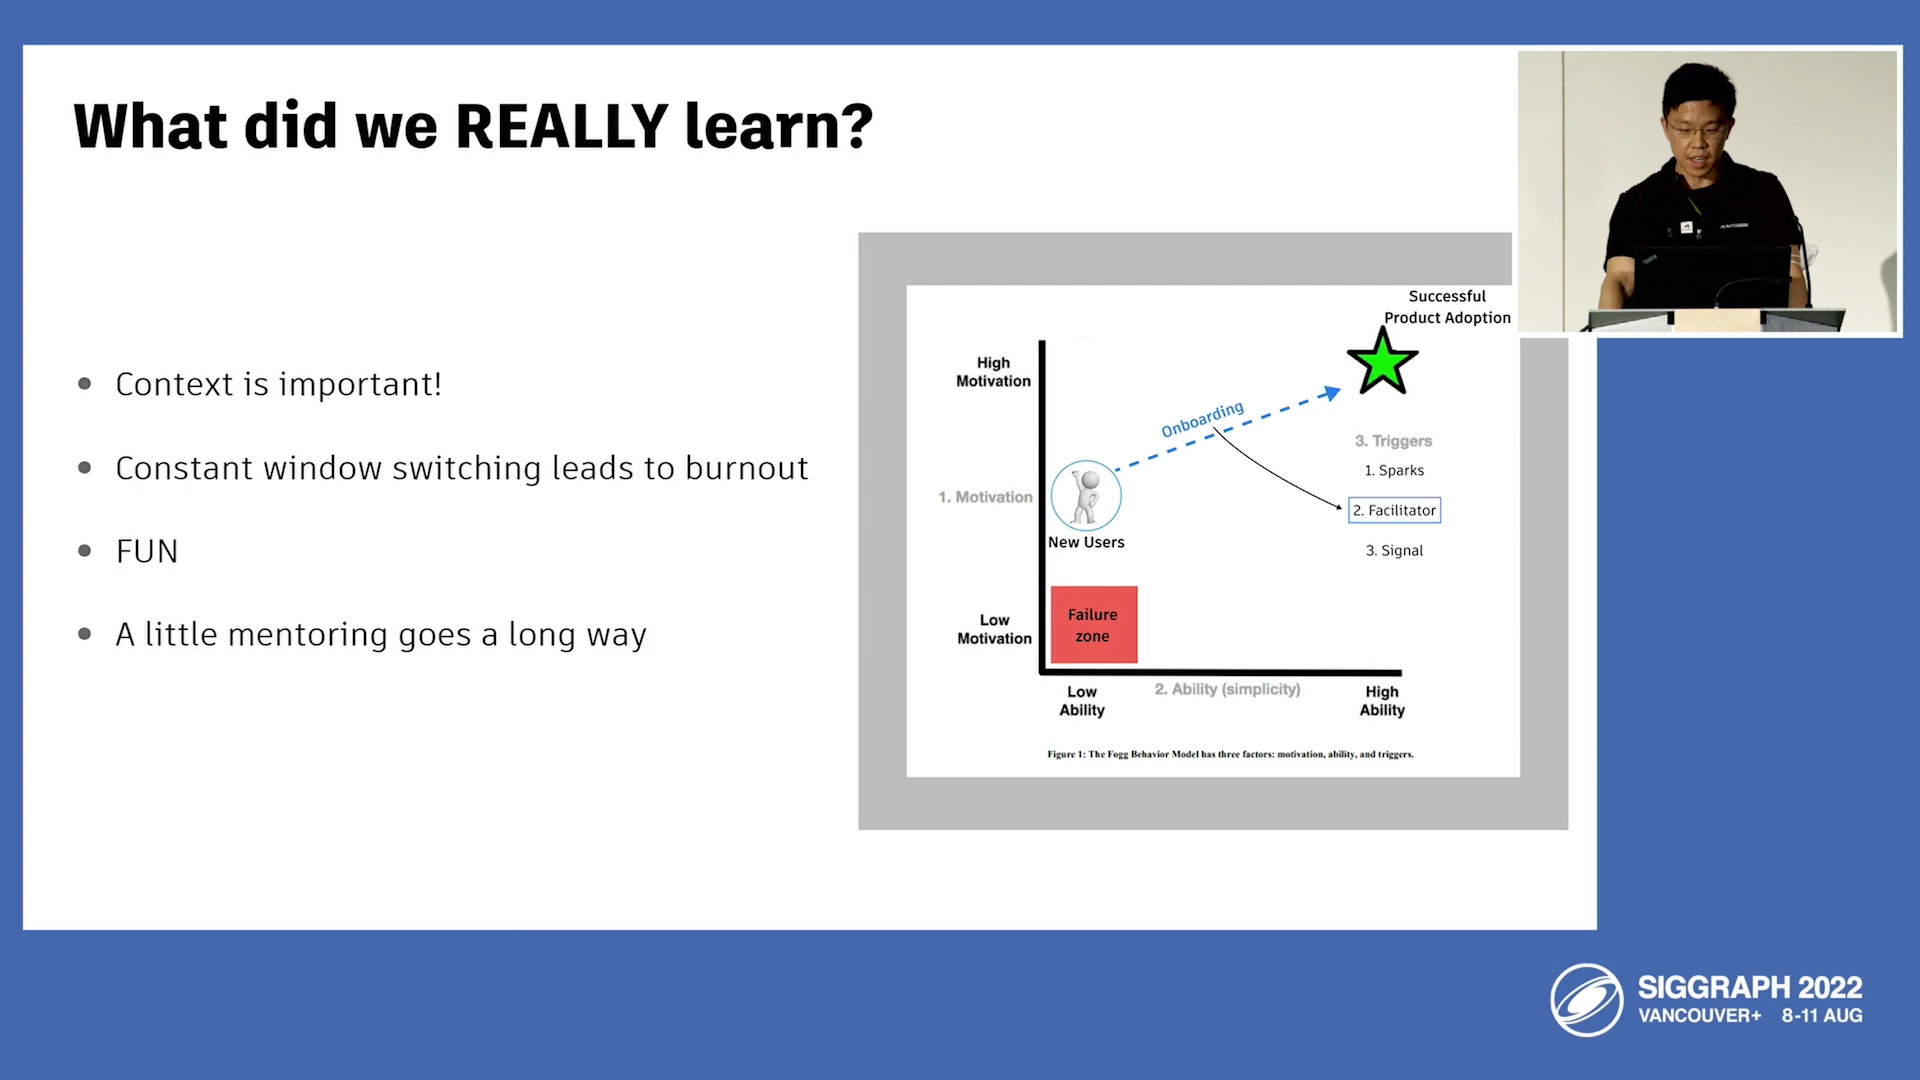 What did we REALLY learn?
Context is important!
Constant window switching leads to burnout
FUN
A little mentoring goes a long way
Successful
Product Adoption
High
Motivation
Onboarding
3. Triggers
1. Sparks
1. Motivation
2. Facilitator
New Users
3. Signal
Failure
zone
Low
Motivation
Low
Ability
2. Ability (simplicity)
High
Ability
Figure 1: The Fogg Behavior Model has three factors: motivation, ability, and triggers.
AUTODESK
ThinkPad
SIGGRAPH 2022
VANCOUVER+ 8-11 AUG